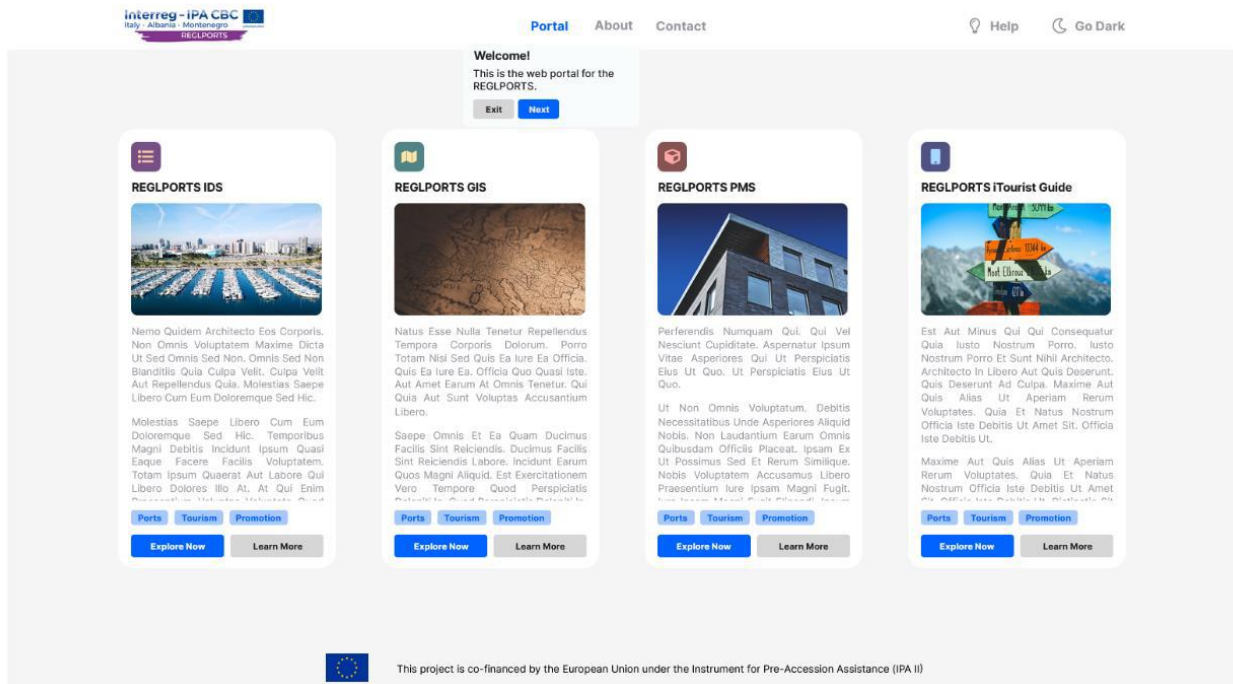 Interreg - IPA CBC
Italy · Albania · Montenegro
REGLPORTS
Portal About Contact
Help Go Dark
Welcome!
This is the web portal for the
REGLPORTS.
Exit Next
REGLPORTS IDS
Nemo Quidem Architecto Eos Corporis.
Non Omnis Voluptatem Maxime Dicta
Ut Sed Omnis Sed Non. Omnis Sed Non
Blanditiis Quia Culpa Velit. Culpa Velit
Aut Repellendus Quia. Molestias Saepe
Libero Cum Eum Doloremque Sed Hic.
Molestias Saepe Libero Cum Eum
Doloremque Sed Hic. Temporibus
Magni Debitis Incidunt Ipsum Quasi
Eaque Facere Facilis Voluptatem.
Totam Ipsum Quaerat Aut Labore Qui
Libero Dolores Illo At. At Qui Enim
Ports Tourism Promotion
Explore Now Learn More
REGLPORTS GIS
Natus Esse Nulla Tenetur Repellendus
Tempora Corporis Dolorum. Porro
Totam Nisi Sed Quis Ea Iure Ea Officia.
Quis Ea Iure Ea. Officia Quo Quasi Iste.
Aut Amet Earum At Omnis Tenetur. Qui
Quia Aut Sunt Voluptas Accusantium
Libero.
Saepe Omnis Et Ea Quam Ducimus
Facilis Sint Reiciendis. Ducimus Facilis
Sint Reiciendis Labore. Incidunt Earum
Quos Magni Aliquid. Est Exercitationem
Vero Tempore Quod Perspiciatis
Ports Tourism Promotion
Explore Now Learn More
REGLPORTS PMS
Perferendis Numquam Qui. Qui Vel
Nesciunt Cupiditate. Aspernatur Ipsum
Vitae Asperiores Qui Ut Perspiciatis
Eius Ut Quo. Ut Perspiciatis Eius Ut
Quo.
Ut Non Omnis Voluptatum. Debitis
Necessitatibus Unde Asperiores Aliquid
Nobis. Non Laudantium Earum Omnis
Quibusdam Officiis Placeat. Ipsam Ex
Ut Possimus Sed Et Rerum Similique.
Nobis Voluptatem Accusamus Libero
Praesentium Iure Ipsam Magni Fugit.
Ports Tourism Promotion
Explore Now Learn More
REGLPORTS iTourist Guide
Est Aut Minus Qui Qui Consequatur
Quia Iusto Nostrum Porro. Iusto
Nostrum Porro Et Sunt Nihil Architecto.
Architecto In Libero Aut Quis Deserunt.
Quis Deserunt Ad Culpa. Maxime Aut
Quis Alias Ut Aperiam Rerum
Voluptates. Quia Et Natus Nostrum
Officia Iste Debitis Ut Amet Sit. Officia
Iste Debitis Ut.
Maxime Aut Quis Alias Ut Aperiam
Rerum Voluptates. Quia Et Natus
Nostrum Officia Iste Debitis Ut Amet
Ports Tourism Promotion
Explore Now Learn More
This project is co-financed by the European Union under the Instrument for Pre-Accession Assistance (IPA II)